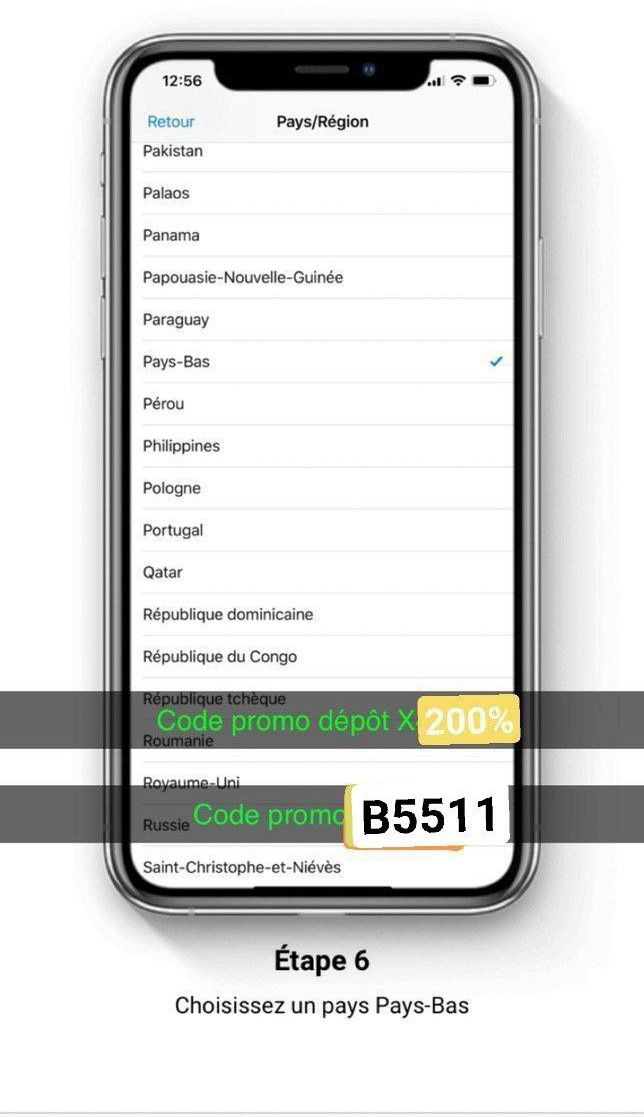 12:56
Retour
Pays/Région
Pakistan
Palaos
Panama
Papouasie-Nouvelle-Guinée
Paraguay
Pays-Bas
Pérou
Philippines
Pologne
Portugal
Qatar
République dominicaine
République du Congo
République tchèque
Code promo dépôt X 200%
Roumanie
Royaume-Uni
Code promo B5511
Russie
Saint-Christophe-et-Niévès
Étape 6
Choisissez un pays Pays-Bas